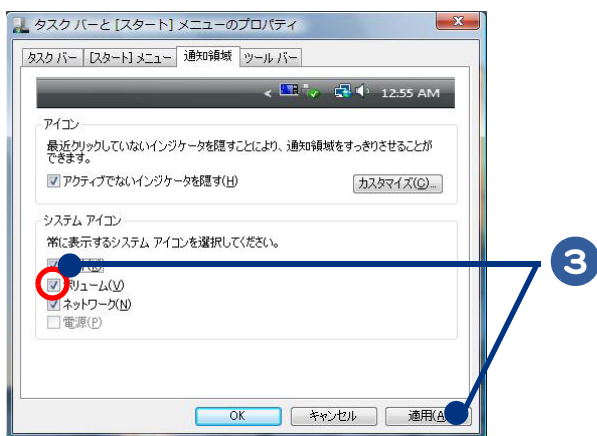 タスク バーと [スタート] メニューのプロパティ
タスク バー [スタート] メニュー 通知領域 ツール バー
< 12:55 AM
アイコン
最近クリックしていないインジケータを隠すことにより、通知領域をすっきりさせることが
できます。
アクティブでないインジケータを隠す(H) カスタマイズ(C)...
システム アイコン
常に表示するシステム アイコンを選択してください。
ボリューム(V)
3
ネットワーク(N)
電源(P)
OK キャンセル 適用(A